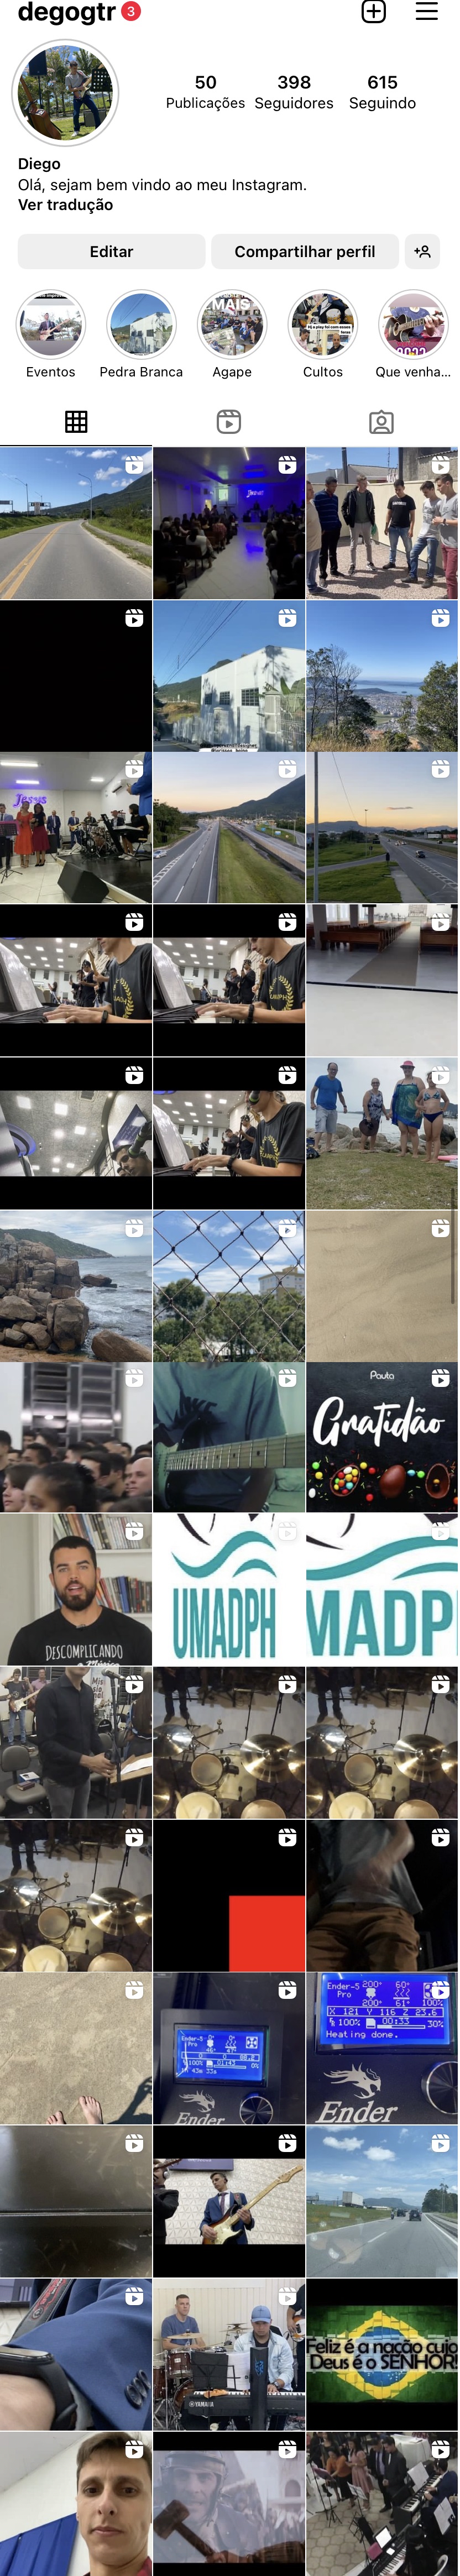 degogtr 3
50 398 615
Publicações Seguidores Seguindo
Diego
Olá, sejam bem vindo ao meu Instagram.
Ver tradução
Editar Compartilhar perfil
MAIS
Eventos Pedra Branca Agape Cultos Que venha...
Jesus
Jesus
Pauta
Gratidão
DESCOMPLICANDO
UMADPH
MADP
Ender-5
Pro
200° 60°
200° 61° 100%
X 121 Y 116 Z 23.6
100% 00:33 30%
Heating done.
Ender-5
Pro
Ender
Ender
YAMAHA
Feliz é a nação cujo
Deus é o SENHOR!